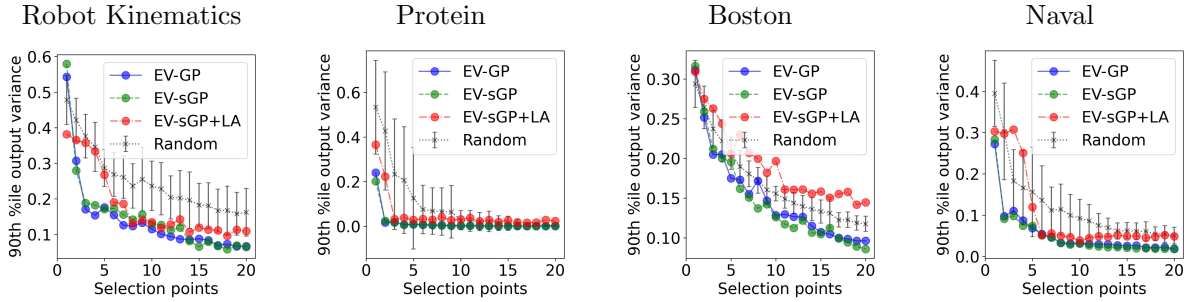 Robot Kinematics
90th %ile output variance
0.6
0.5
0.4
0.3
0.2
0.1
EV-GP
EV-sGP
EV-sGP+LA
Random
0 5 10 15 20
Selection points
Protein
90th %ile output variance
0.6
0.4
0.2
0.0
EV-GP
EV-sGP
EV-sGP+LA
Random
0 5 10 15 20
Selection points
Boston
90th %ile output variance
0.30
0.25
0.20
0.15
0.10
EV-GP
EV-sGP
EV-sGP+LA
Random
0 5 10 15 20
Selection points
Naval
90th %ile output variance
0.4
0.3
0.2
0.1
0.0
EV-GP
EV-sGP
EV-sGP+LA
Random
0 5 10 15 20
Selection points